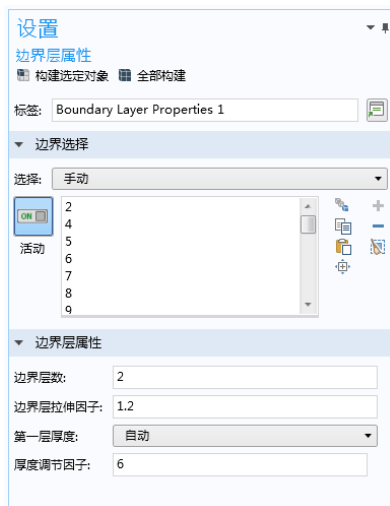 设置
边界层属性
构建选定对象 全部构建
标签: Boundary Layer Properties 1
边界选择
选择: 手动
ON
活动
2
4
5
6
7
8
9
边界层属性
边界层数: 2
边界层拉伸因子: 1.2
第一层厚度: 自动
厚度调节因子: 6